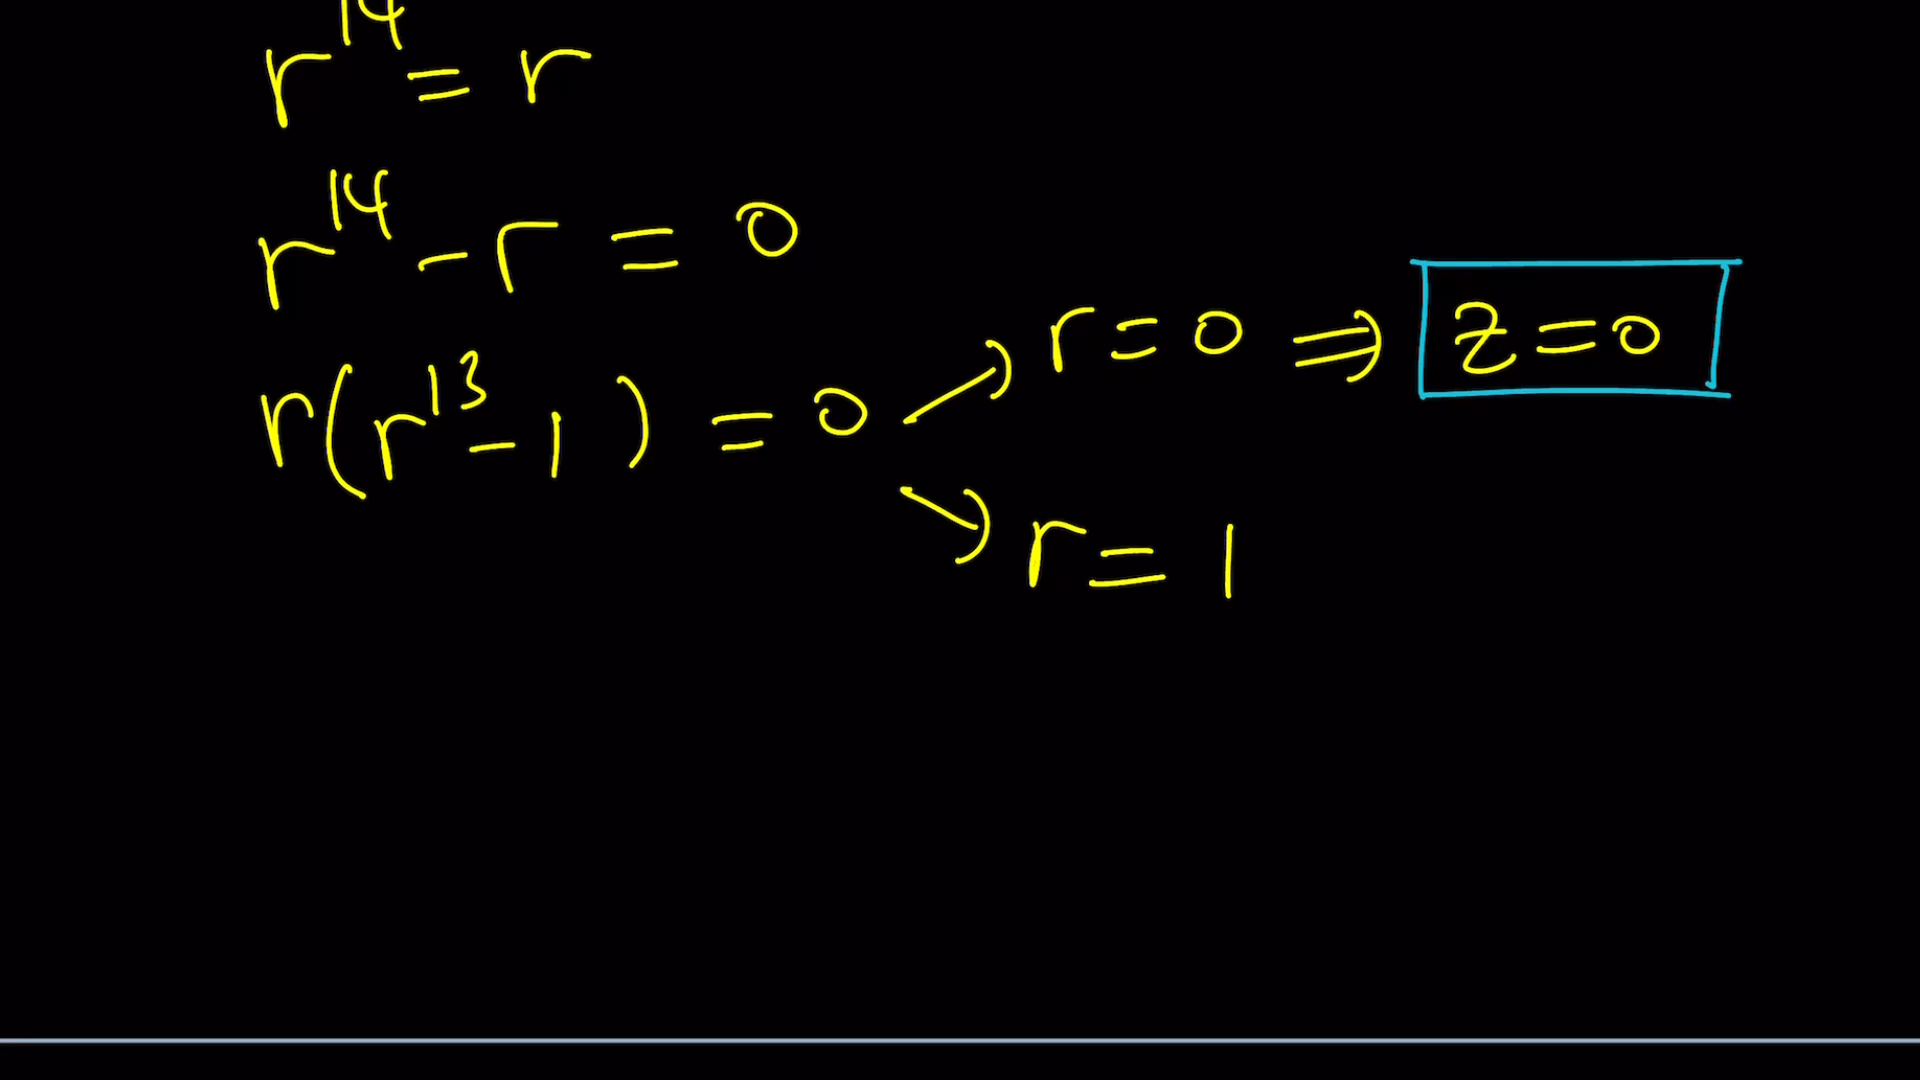 r^14 = r
r^14 - r = 0
r(r^13 - 1) = 0 → r = 0 ⇒ z = 0
→ r = 1